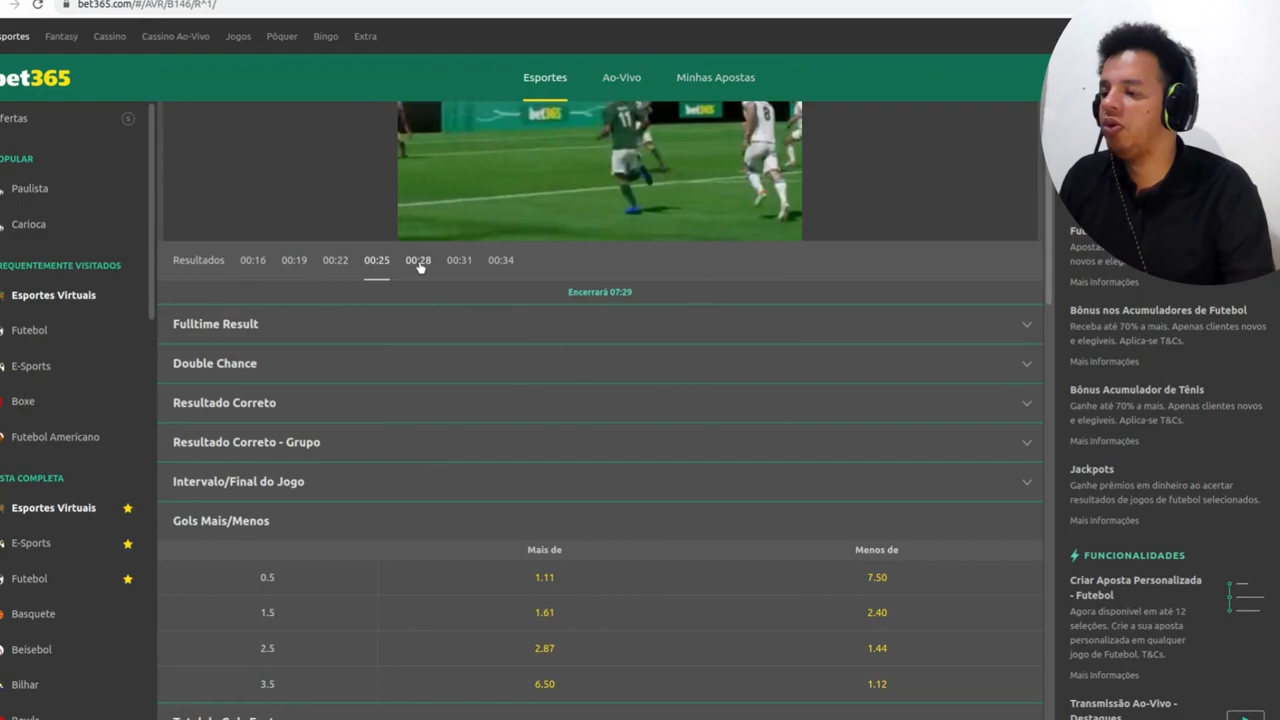 bet365.com/#/AVR/B146/R^1/
Fantasy Cassino Cassino Ao-Vivo Jogos Pôquer Bingo Extra
bet365
Esportes Ao-Vivo Minhas Apostas
11
8
bet365
bet365
Paulista
Carioca
Esportes Virtuais
Futebol
E-Sports
Boxe
Futebol Americano
Esportes Virtuais
E-Sports
Futebol
Basquete
Beisebol
Bilhar
Resultados 00:16 00:19 00:22 00:25 00:28 00:31 00:34
Encerrará 07:29
Fulltime Result
Double Chance
Resultado Correto
Resultado Correto - Grupo
Intervalo/Final do Jogo
Gols Mais/Menos
Mais de Menos de
0.5 1.11 7.50
1.5 1.61 2.40
2.5 2.87 1.44
3.5 6.50 1.12
Mais Informações
Bônus nos Acumuladores de Futebol
Receba até 70% a mais. Apenas clientes novos
e elegíveis. Aplica-se T&Cs.
Mais Informações
Bônus Acumulador de Tênis
Ganhe até 70% a mais. Apenas clientes novos
e elegíveis. Aplica-se T&Cs.
Mais Informações
Jackpots
Ganhe prêmios em dinheiro ao acertar
resultados de jogos de futebol selecionados.
Mais Informações
FUNCIONALIDADES
Criar Aposta Personalizada
- Futebol
Agora disponível em até 12
seleções. Crie a sua aposta
personalizada em qualquer
jogo de Futebol. T&Cs.
Mais Informações
Transmissão Ao-Vivo -
Destaques